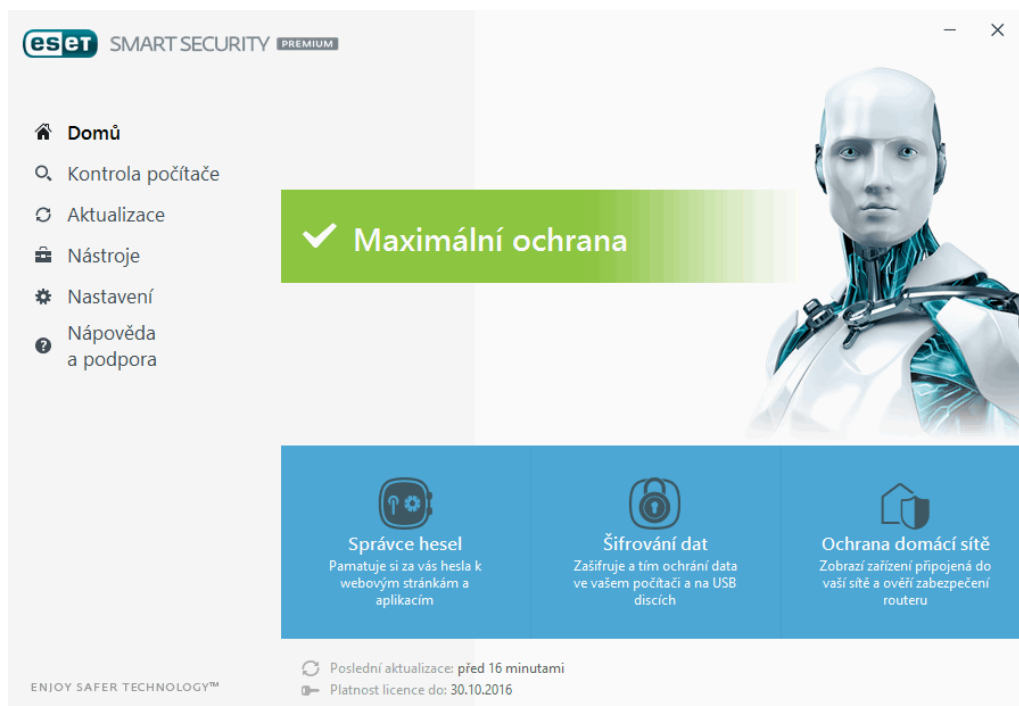 eset SMART SECURITY PREMIUM
Domů
Kontrola počítače
Aktualizace
Nástroje
Nastavení
Nápověda
a podpora
Maximální ochrana
Správce hesel
Pamatuje si za vás hesla k
webovým stránkám a
aplikacím
Šifrování dat
Zašifruje a tím ochrání data
ve vašem počítači a na USB
discích
Ochrana domácí sítě
Zobrazí zařízení připojená do
vaší sítě a ověří zabezpečení
routeru
Poslední aktualizace: před 16 minutami
Platnost licence do: 30.10.2016
ENJOY SAFER TECHNOLOGY™